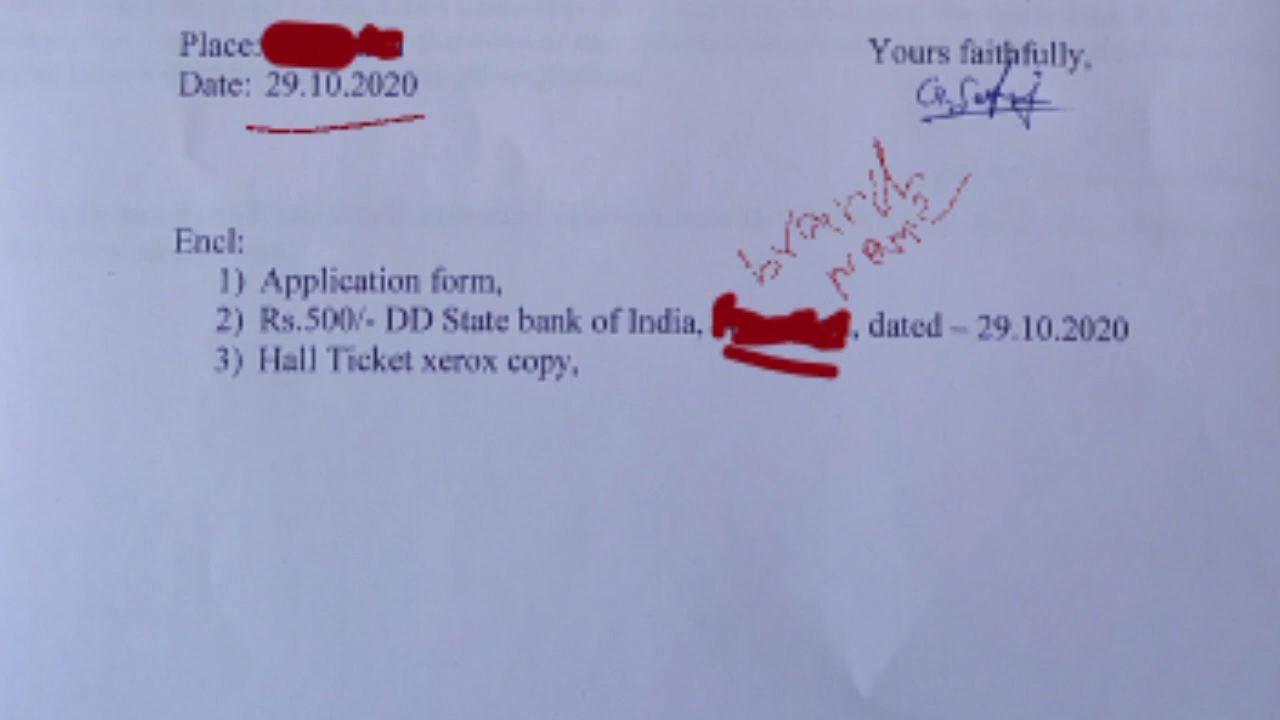 Place:
Yours faithfully,
Date: 29.10.2020
brand
name
Encl:
1) Application form,
2) Rs.500/- DD State bank of India, , dated – 29.10.2020
3) Hall Ticket xerox copy,